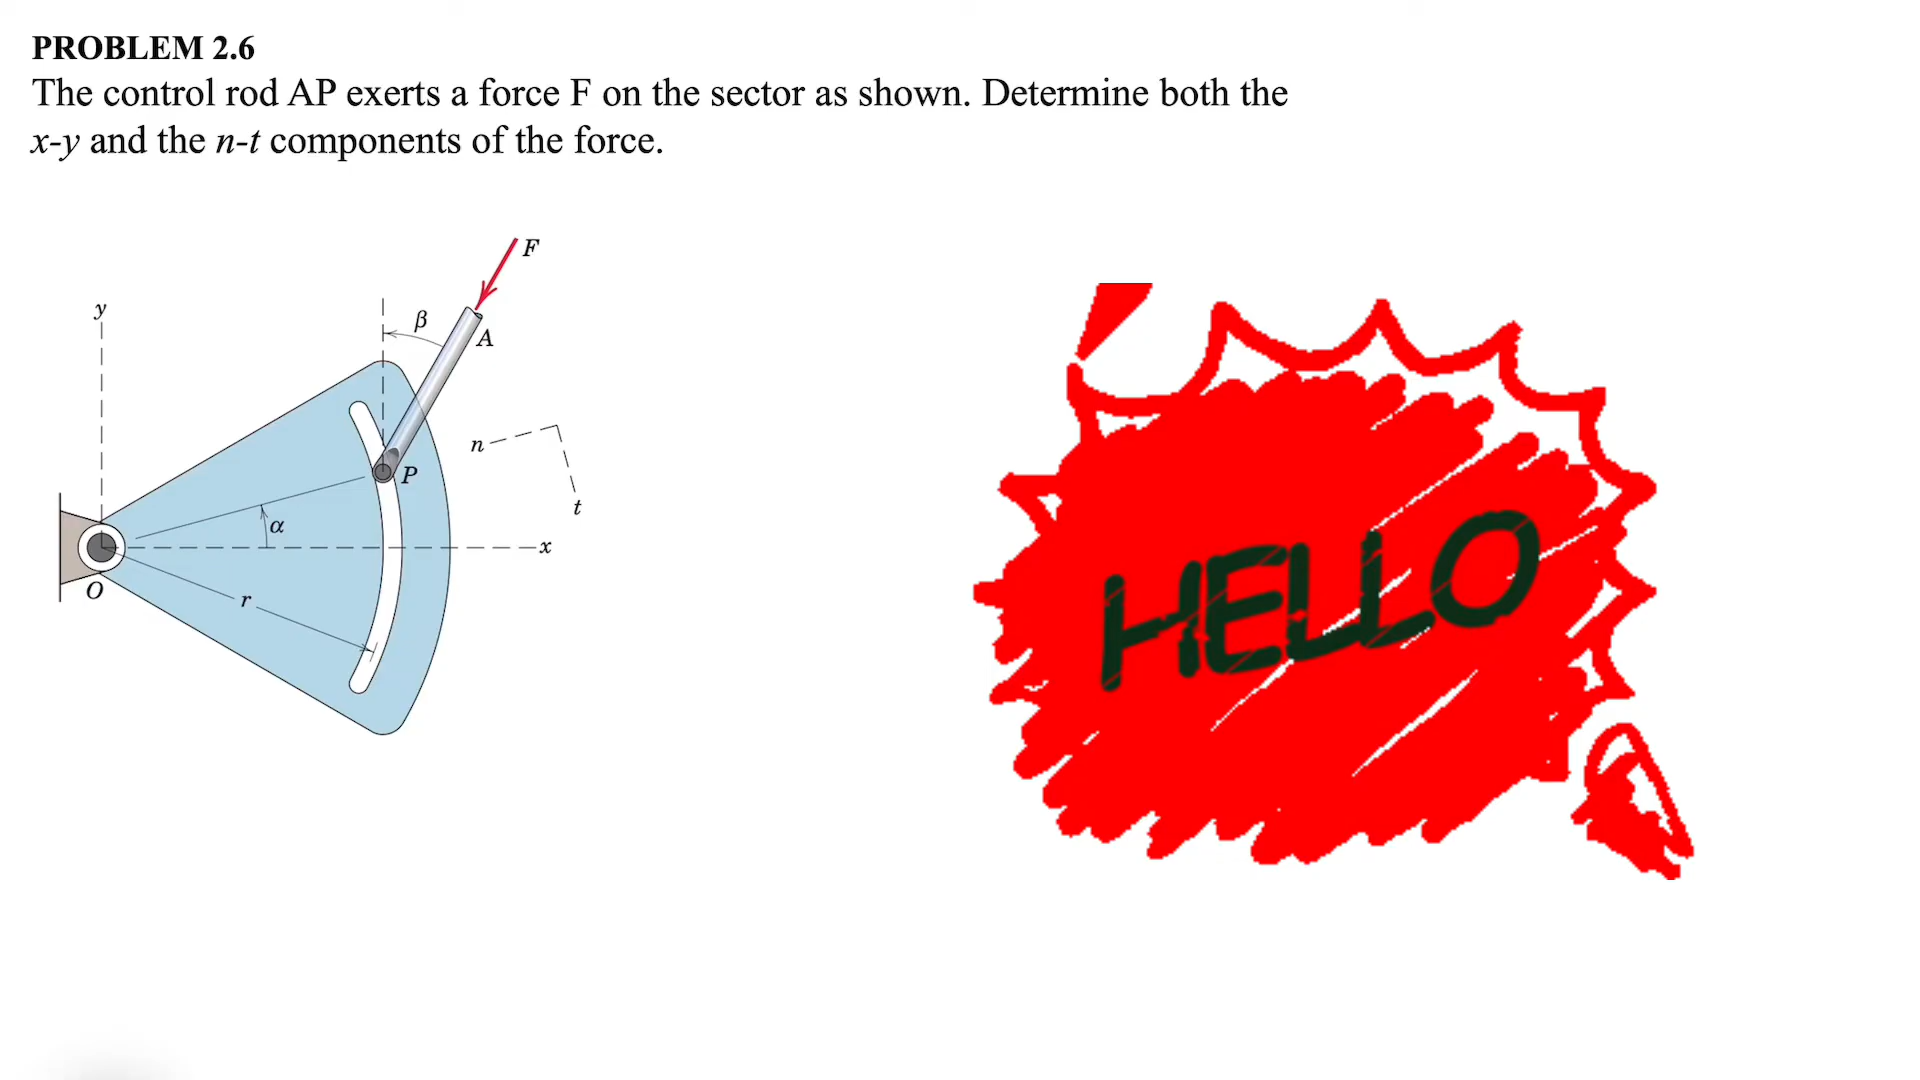 PROBLEM 2.6
The control rod AP exerts a force F on the sector as shown. Determine both the
x-y and the n-t components of the force.
F
y
β
A
n
P
t
α
x
O
r
HELLO